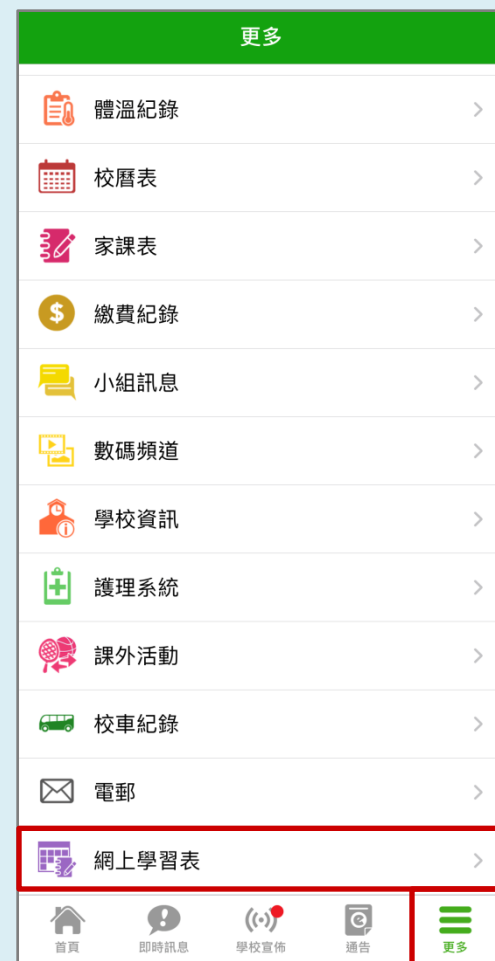 更多
體溫紀錄
校曆表
家課表
繳費紀錄
小組訊息
數碼頻道
學校資訊
護理系統
課外活動
校車紀錄
電郵
網上學習表
首頁
即時訊息
學校宣佈
通告
更多